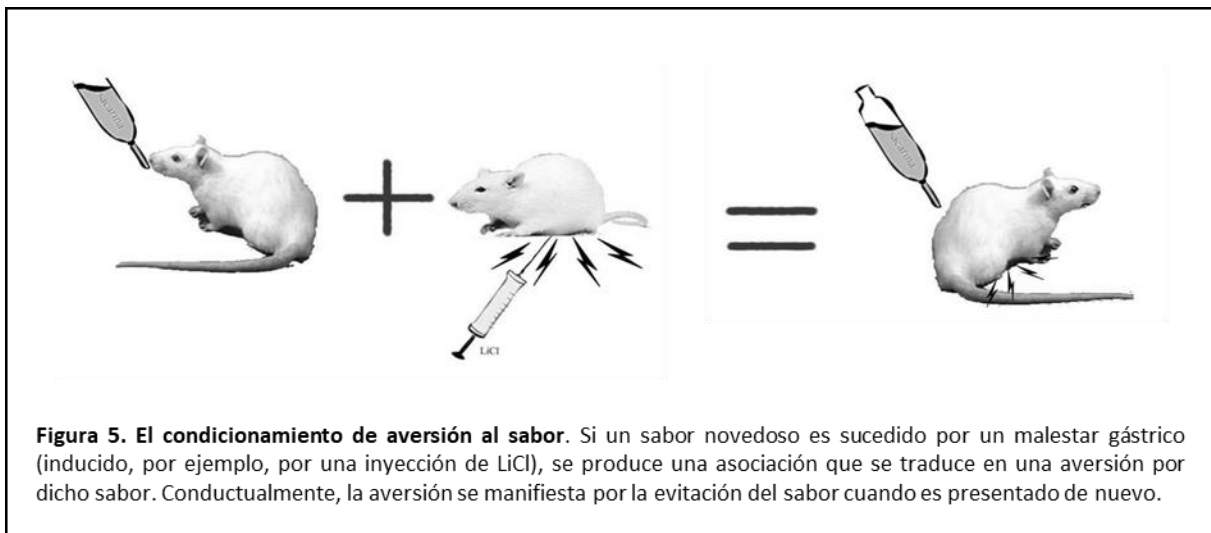 sacarina
LiCl
sacarina
Figura 5. El condicionamiento de aversión al sabor. Si un sabor novedoso es sucedido por un malestar gástrico
(inducido, por ejemplo, por una inyección de LiCl), se produce una asociación que se traduce en una aversión por
dicho sabor. Conductualmente, la aversión se manifiesta por la evitación del sabor cuando es presentado de nuevo.